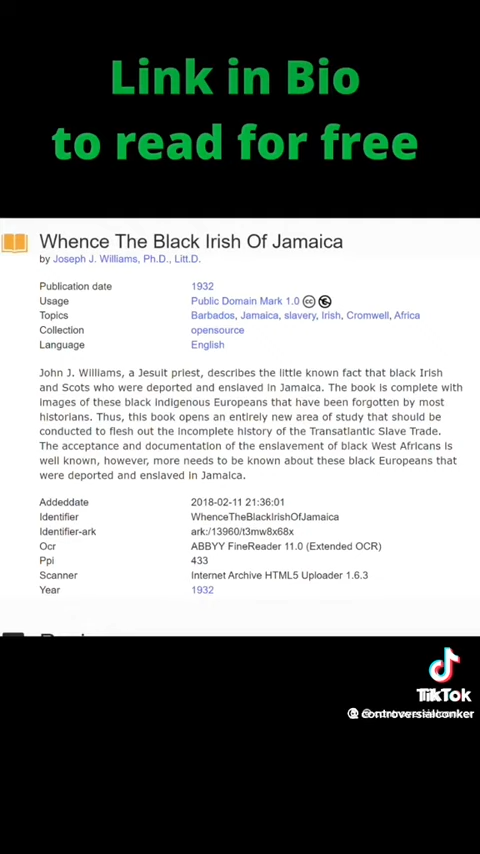 Link in Bio
to read for free
Whence The Black Irish Of Jamaica
by Joseph J. Williams, Ph.D., Litt.D.
Publication date 1932
Usage Public Domain Mark 1.0
Topics Barbados, Jamaica, slavery, Irish, Cromwell, Africa
Collection opensource
Language English
John J. Williams, a Jesuit priest, describes the little known fact that black Irish
and Scots who were deported and enslaved in Jamaica. The book is complete with
images of these black indigenous Europeans that have been forgotten by most
historians. Thus, this book opens an entirely new area of study that should be
conducted to flesh out the incomplete history of the Transatlantic Slave Trade.
The acceptance and documentation of the enslavement of black West Africans is
well known, however, more needs to be known about these black Europeans that
were deported and enslaved in Jamaica.
Addeddate 2018-02-11 21:36:01
Identifier WhenceTheBlackIrishOfJamaica
Identifier-ark ark:/13960/t3mw8x68x
Ocr ABBYY FineReader 11.0 (Extended OCR)
Ppi 433
Scanner Internet Archive HTML5 Uploader 1.6.3
Year 1932
TikTok
@controversialconker